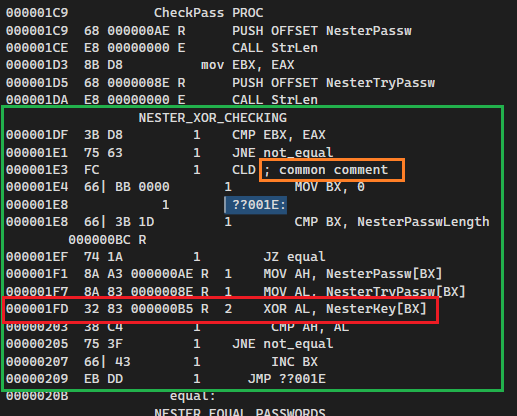 000001C9 CheckPass PROC
000001C9 68 000000AE R PUSH OFFSET NesterPassw
000001CE E8 00000000 E CALL StrLen
000001D3 8B D8 mov EBX, EAX
000001D5 68 0000008E R PUSH OFFSET NesterTryPassw
000001DA E8 00000000 E CALL StrLen
NESTER_XOR_CHECKING
000001DF 3B D8 1 CMP EBX, EAX
000001E1 75 63 1 JNE not_equal
000001E3 FC 1 CLD ; common comment
000001E4 66| BB 0000 1 MOV BX, 0
000001E8 1 ??001E:
000001E8 66| 3B 1D 1 CMP BX, NesterPasswLength
000000BC R
000001EF 74 1A 1 JZ equal
000001F1 8A A3 000000AE R 1 MOV AH, NesterPassw[BX]
000001F7 8A 83 0000008E R 1 MOV AL, NesterTryPassw[BX]
000001FD 32 83 000000B5 R 2 XOR AL, NesterKey[BX]
00000203 38 C4 1 CMP AH, AL
00000205 75 3F 1 JNE not_equal
00000207 66| 43 1 INC BX
00000209 EB DD 1 JMP ??001E
0000020B equal:
NESTER_EQUAL_PASSWORDS